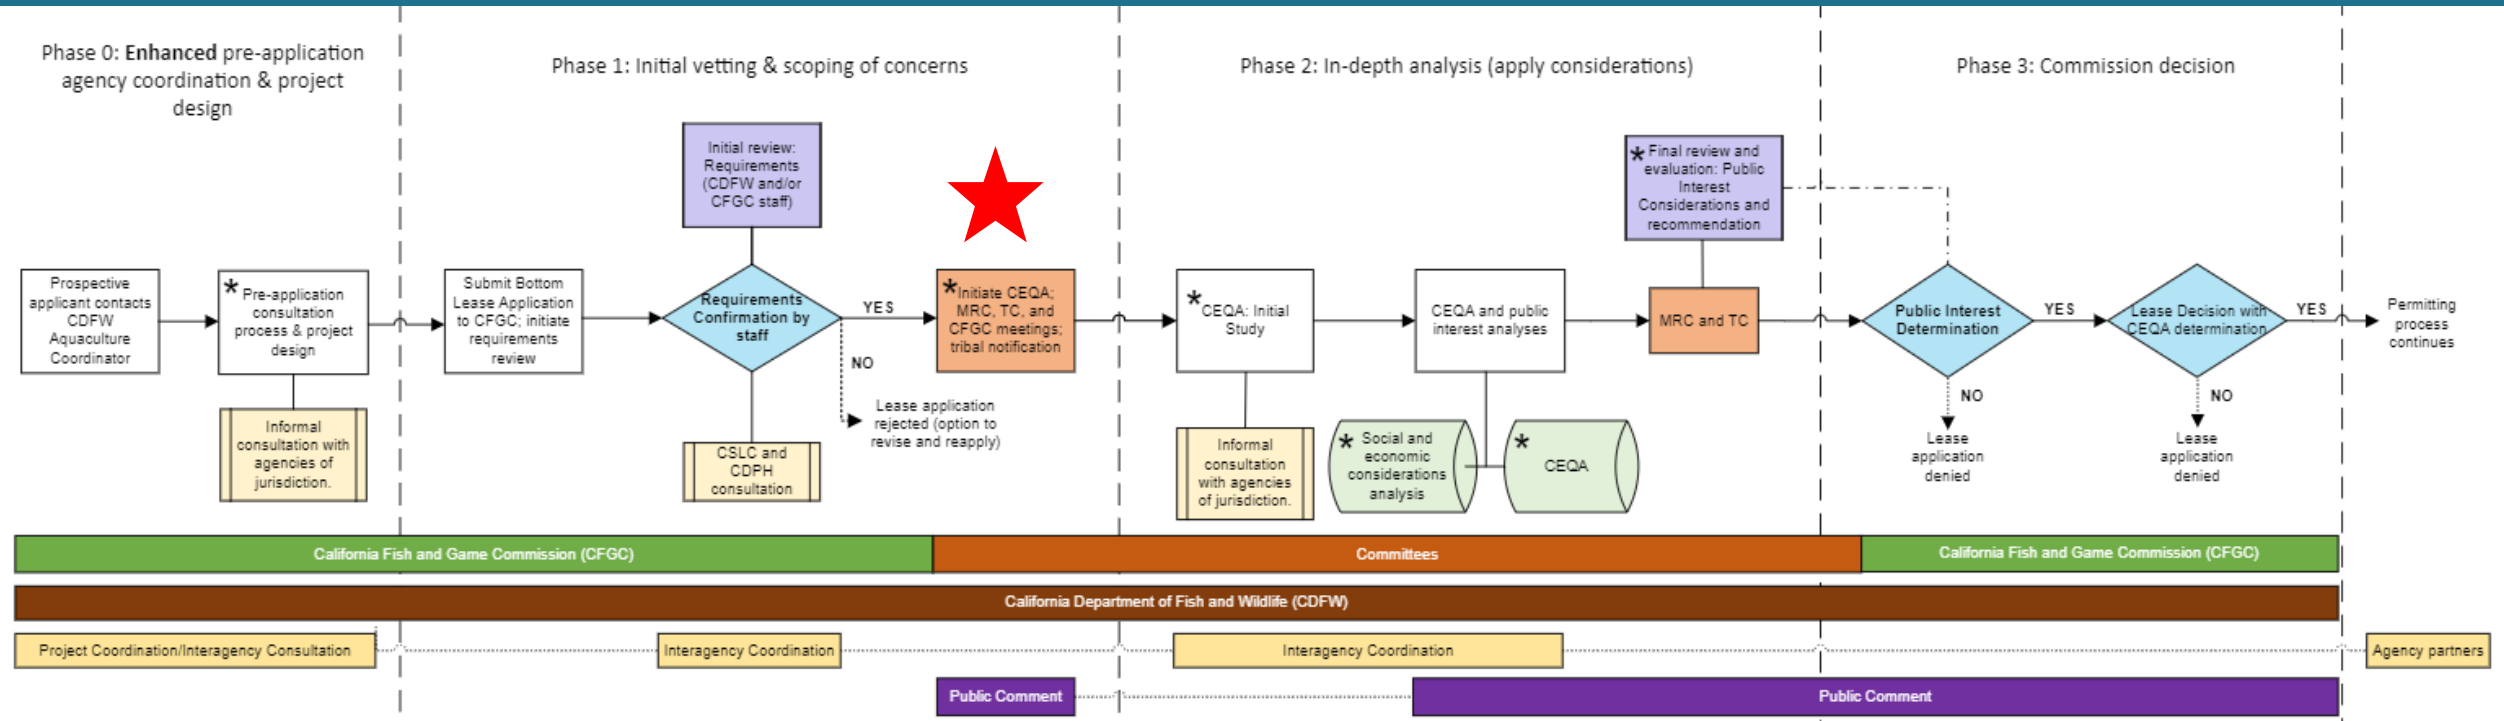 Phase 0: Enhanced pre-application
agency coordination & project
design
Phase 1: Initial vetting & scoping of concerns
Phase 2: In-depth analysis (apply considerations)
Phase 3: Commission decision
Prospective
applicant contacts
CDFW
Aquaculture
Coordinator
* Pre-application
consultation
process & project
design
Informal
consultation with
agencies of
jurisdiction.
Submit Bottom
Lease Application
to CFGC; initiate
requirements
review
Initial review:
Requirements
(CDFW and/or
CFGC staff)
Requirements
Confirmation by
staff
CSLC and
CDPH
consultation
YES
NO
Lease application
rejected (option to
revise and reapply)
*Initiate CEQA;
MRC, TC, and
CFGC meetings;
tribal notification
*CEQA: Initial
Study
Informal
consultation
with agencies
of jurisdiction.
CEQA and public
interest analyses
* Social and
economic
considerations
analysis
*
CEQA
* Final review and
evaluation: Public
Interest
Considerations and
recommendation
MRC and TC
Public Interest
Determination
YES
NO
Lease
application
denied
Lease Decision with
CEQA determination
YES
NO
Lease
application
denied
Permitting
process
continues
California Fish and Game Commission (CFGC)
Committees
California Fish and Game Commission (CFGC)
California Department of Fish and Wildlife (CDFW)
Project Coordination/Interagency Consultation
Interagency Coordination
Interagency Coordination
Agency partners
Public Comment
Public Comment